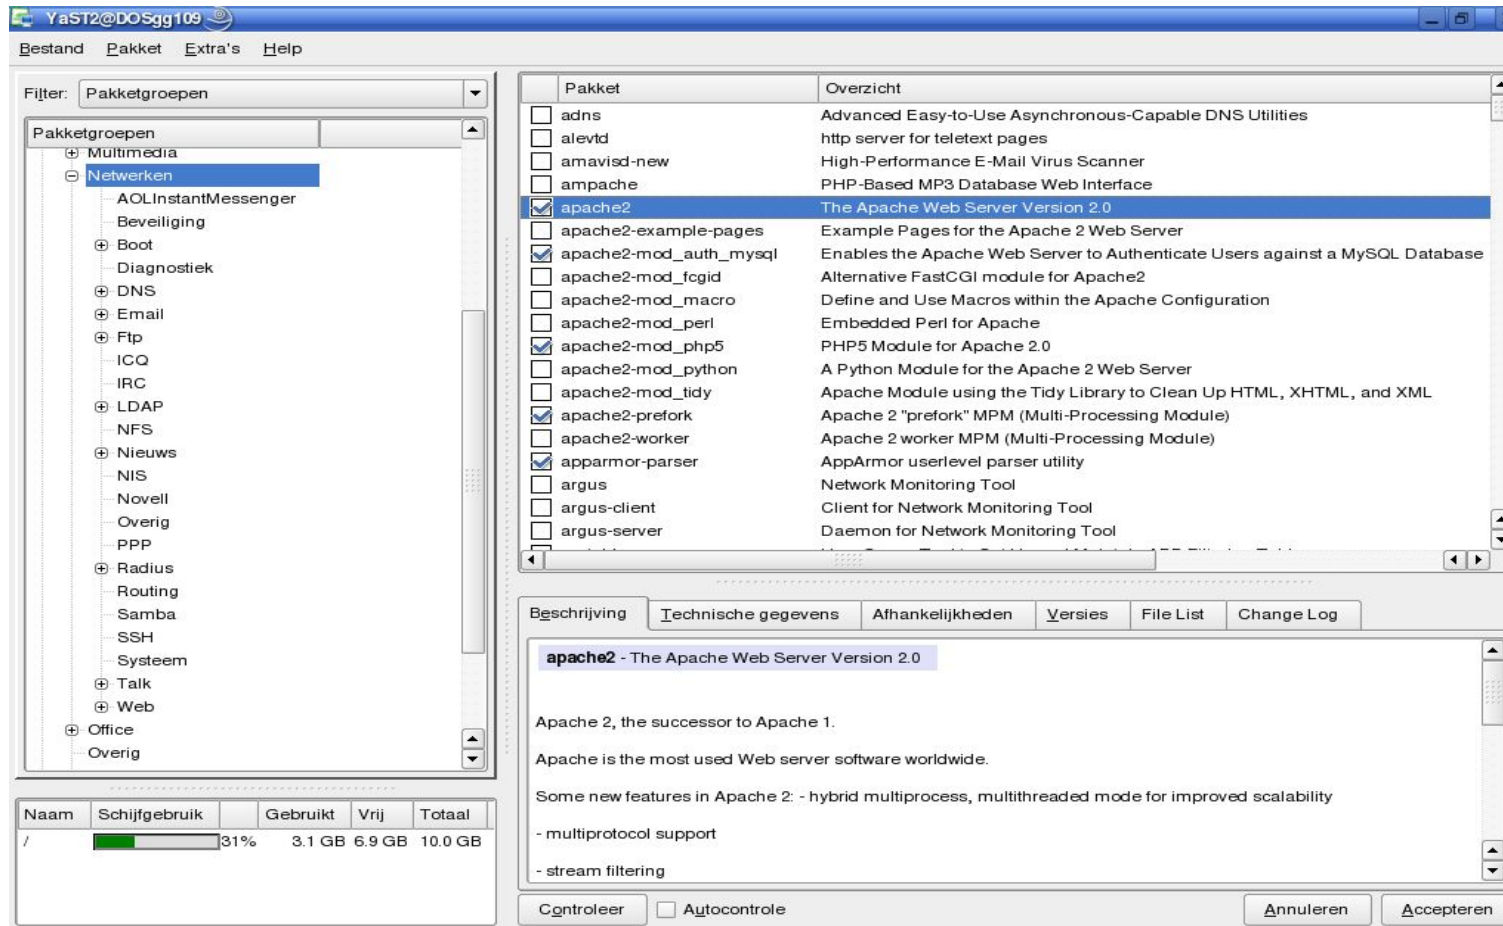 YaST2@DOSgg109
Bestand Pakket Extra's Help
Filter: Pakketgroepen
Pakketgroepen
Multimedia
Netwerken
AOLInstantMessenger
Beveiliging
Boot
Diagnostiek
DNS
Email
Ftp
ICQ
IRC
LDAP
NFS
Nieuws
NIS
Novell
Overig
PPP
Radius
Routing
Samba
SSH
Systeem
Talk
Web
Office
Overig
Naam Schijfgebruik Gebruikt Vrij Totaal
/ 31% 3.1 GB 6.9 GB 10.0 GB
Pakket Overzicht
adns Advanced Easy-to-Use Asynchronous-Capable DNS Utilities
alevtd http server for teletext pages
amavisd-new High-Performance E-Mail Virus Scanner
ampache PHP-Based MP3 Database Web Interface
apache2 The Apache Web Server Version 2.0
apache2-example-pages Example Pages for the Apache 2 Web Server
apache2-mod_auth_mysql Enables the Apache Web Server to Authenticate Users against a MySQL Database
apache2-mod_fcgid Alternative FastCGI module for Apache2
apache2-mod_macro Define and Use Macros within the Apache Configuration
apache2-mod_perl Embedded Perl for Apache
apache2-mod_php5 PHP5 Module for Apache 2.0
apache2-mod_python A Python Module for the Apache 2 Web Server
apache2-mod_tidy Apache Module using the Tidy Library to Clean Up HTML, XHTML, and XML
apache2-prefork Apache 2 "prefork" MPM (Multi-Processing Module)
apache2-worker Apache 2 worker MPM (Multi-Processing Module)
apparmor-parser AppArmor userlevel parser utility
argus Network Monitoring Tool
argus-client Client for Network Monitoring Tool
argus-server Daemon for Network Monitoring Tool
Beschrijving Technische gegevens Afhankelijkheden Versies File List Change Log
apache2 - The Apache Web Server Version 2.0
Apache 2, the successor to Apache 1.
Apache is the most used Web server software worldwide.
Some new features in Apache 2: - hybrid multiprocess, multithreaded mode for improved scalability
- multiprotocol support
- stream filtering
Controleer Autocontrole Annuleren Accepteren